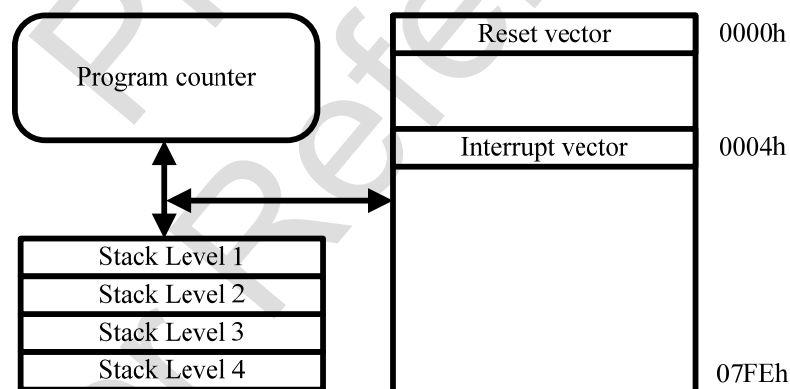 Program counter
Stack Level 1
Stack Level 2
Stack Level 3
Stack Level 4
Reset vector 0000h
Interrupt vector 0004h
07FEh